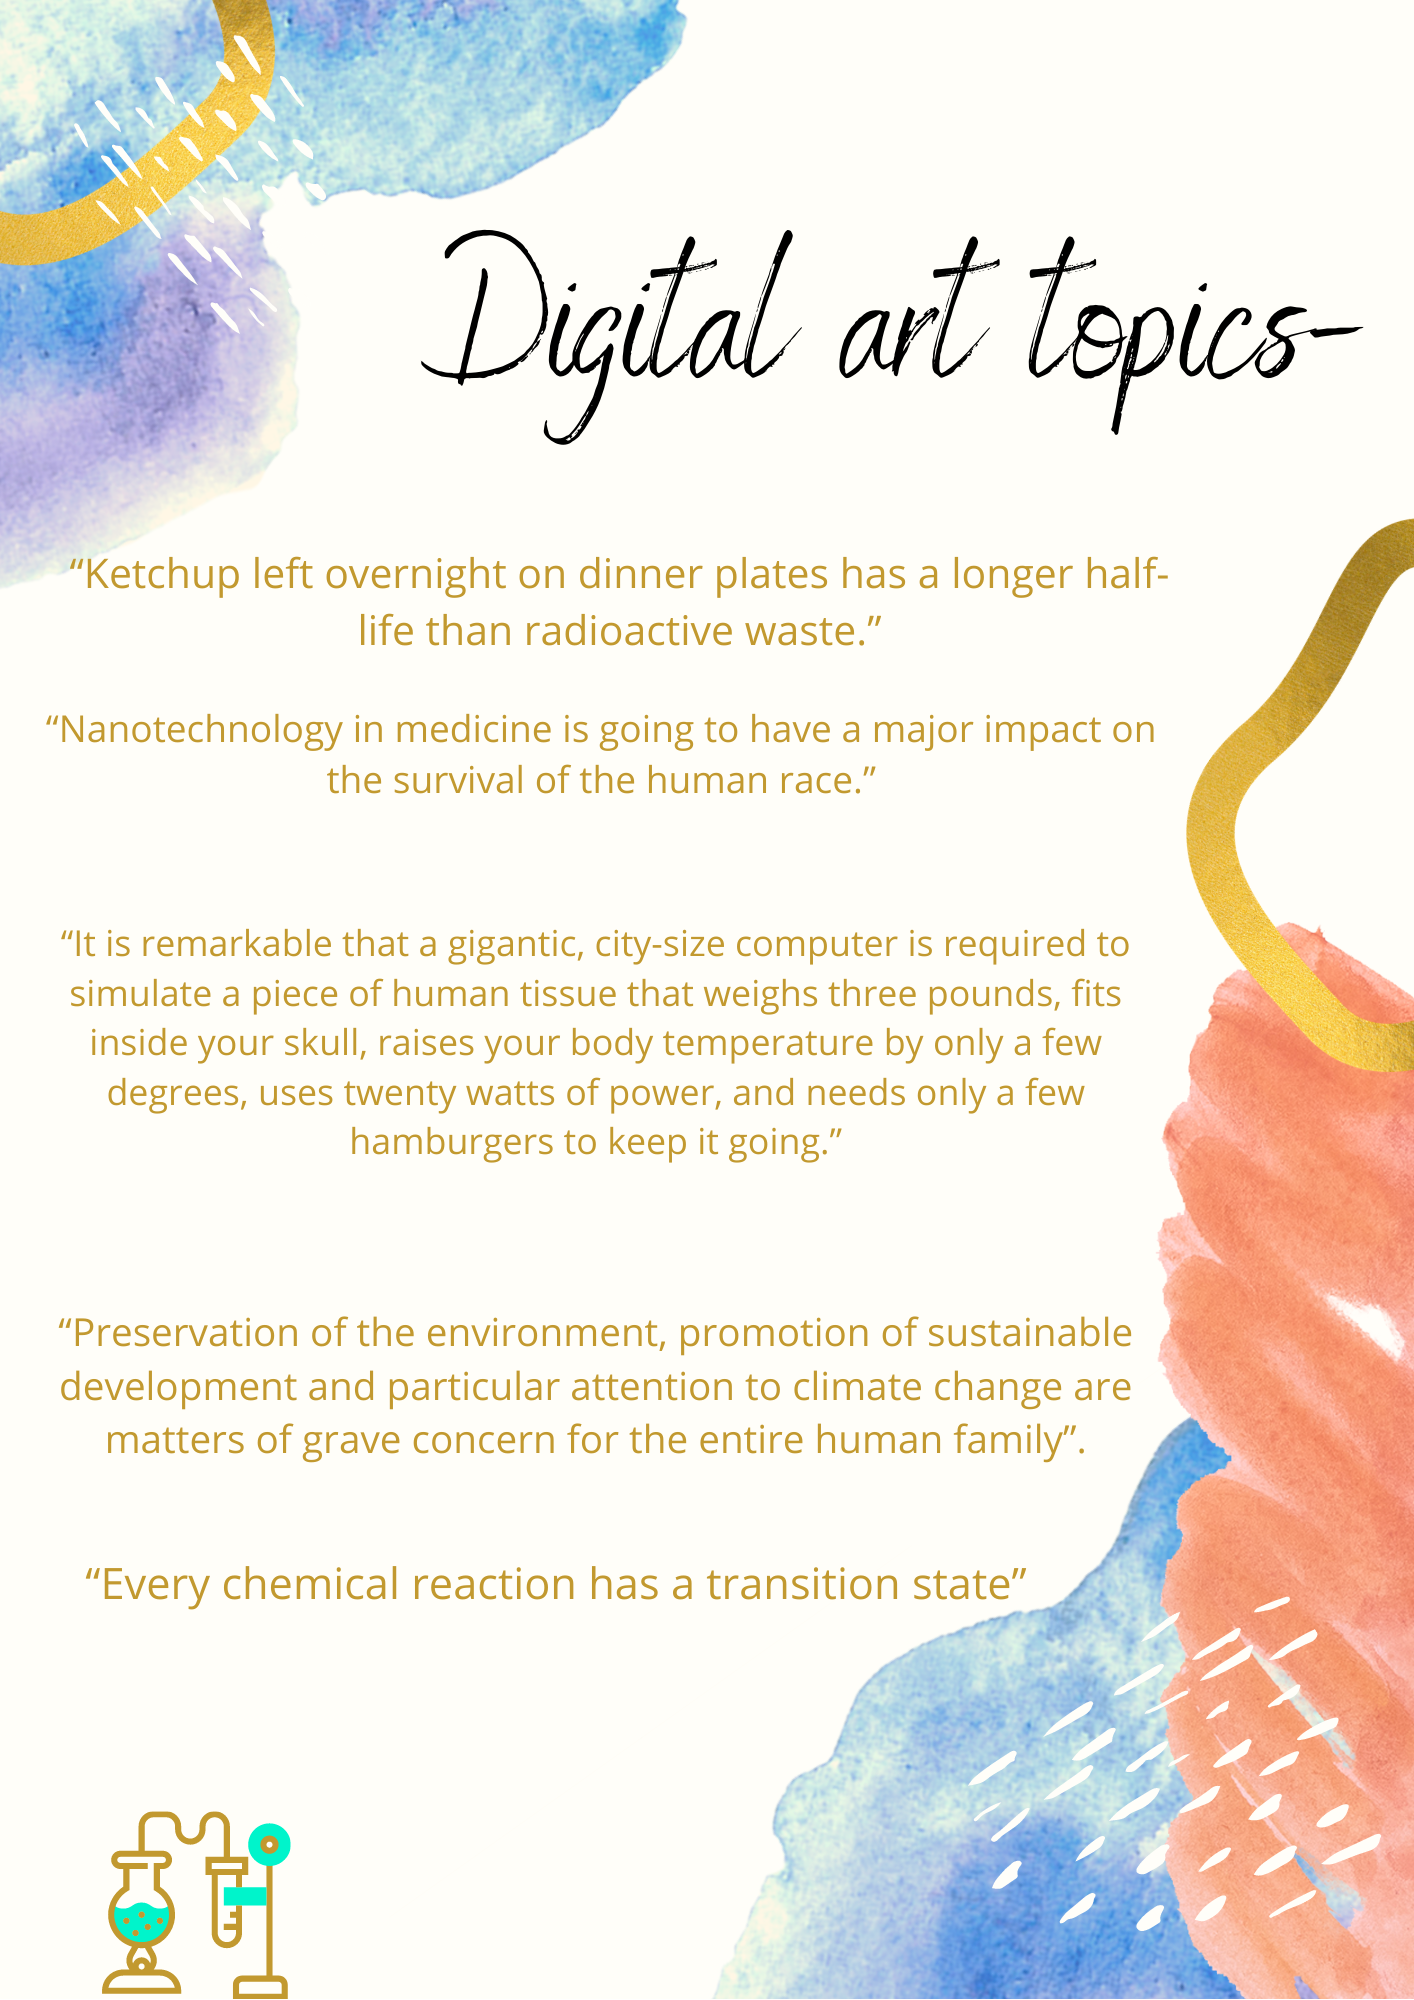 Digital art topics-
“Ketchup left overnight on dinner plates has a longer half-
life than radioactive waste.”
“Nanotechnology in medicine is going to have a major impact on
the survival of the human race.”
“It is remarkable that a gigantic, city-size computer is required to
simulate a piece of human tissue that weighs three pounds, fits
inside your skull, raises your body temperature by only a few
degrees, uses twenty watts of power, and needs only a few
hamburgers to keep it going.”
“Preservation of the environment, promotion of sustainable
development and particular attention to climate change are
matters of grave concern for the entire human family”.
“Every chemical reaction has a transition state”